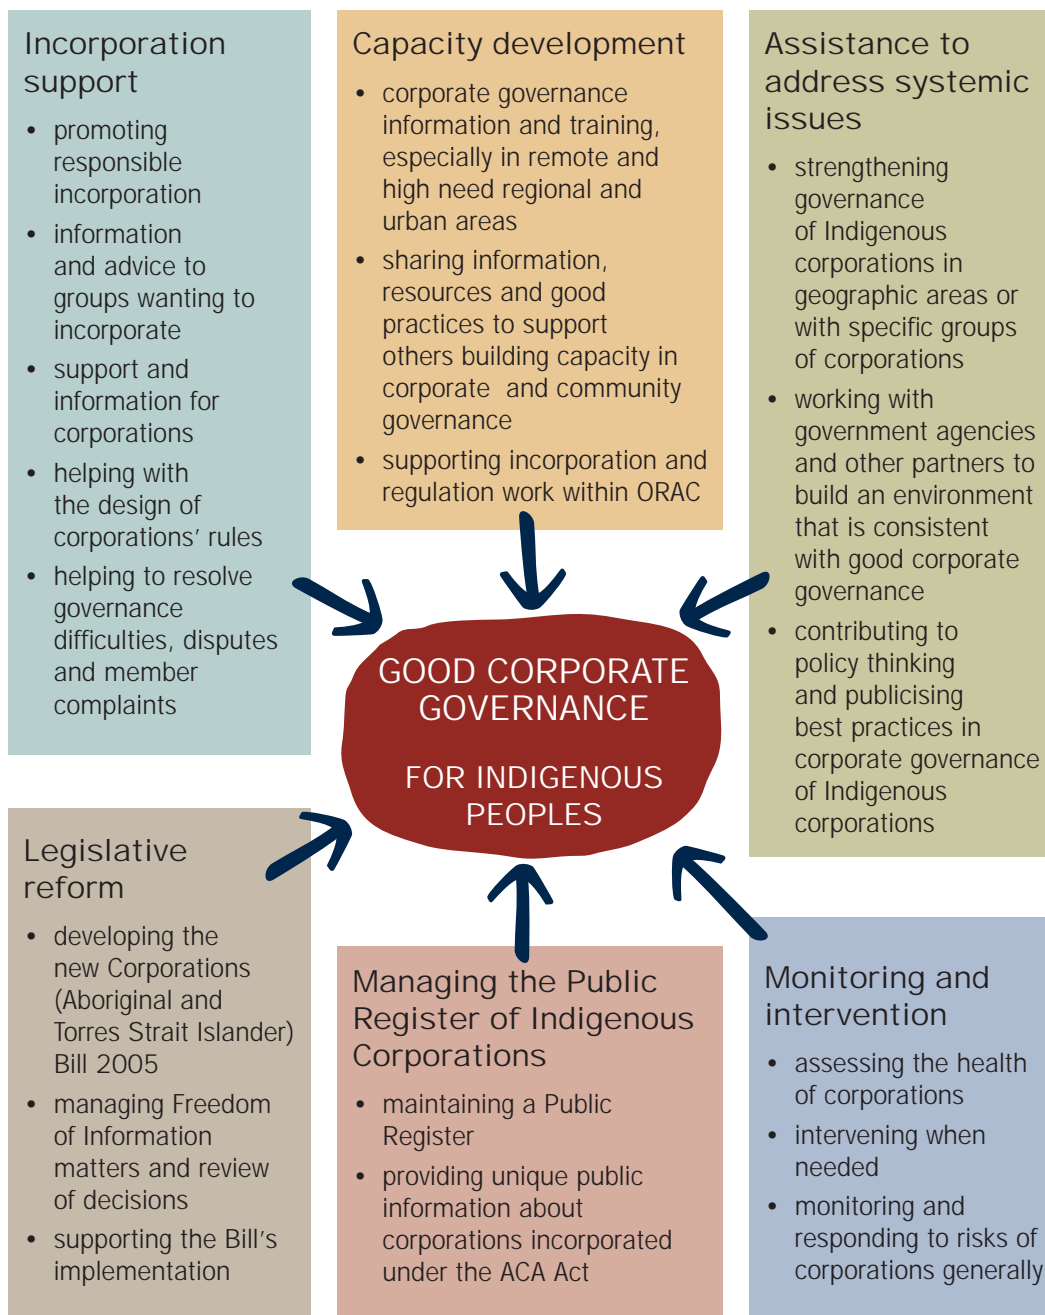 Incorporation
support
• promoting
responsible
incorporation
• information
and advice to
groups wanting to
incorporate
• support and
information for
corporations
• helping with
the design of
corporations' rules
• helping to resolve
governance
difficulties, disputes
and member
complaints
Capacity development
• corporate governance
information and training,
especially in remote and
high need regional and
urban areas
• sharing information,
resources and good
practices to support
others building capacity in
corporate and community
governance
• supporting incorporation and
regulation work within ORAC
Assistance to
address systemic
issues
• strengthening
governance
of Indigenous
corporations in
geographic areas or
with specific groups
of corporations
• working with
government agencies
and other partners to
build an environment
that is consistent
with good corporate
governance
• contributing to
policy thinking
and publicising
best practices in
corporate governance
of Indigenous
corporations
GOOD CORPORATE
GOVERNANCE
FOR INDIGENOUS
PEOPLES
Legislative
reform
• developing the
new Corporations
(Aboriginal and
Torres Strait Islander)
Bill 2005
• managing Freedom
of Information
matters and review
of decisions
• supporting the Bill's
implementation
Managing the Public
Register of Indigenous
Corporations
• maintaining a Public
Register
• providing unique public
information about
corporations incorporated
under the ACA Act
Monitoring and
intervention
• assessing the health
of corporations
• intervening when
needed
• monitoring and
responding to risks of
corporations generally